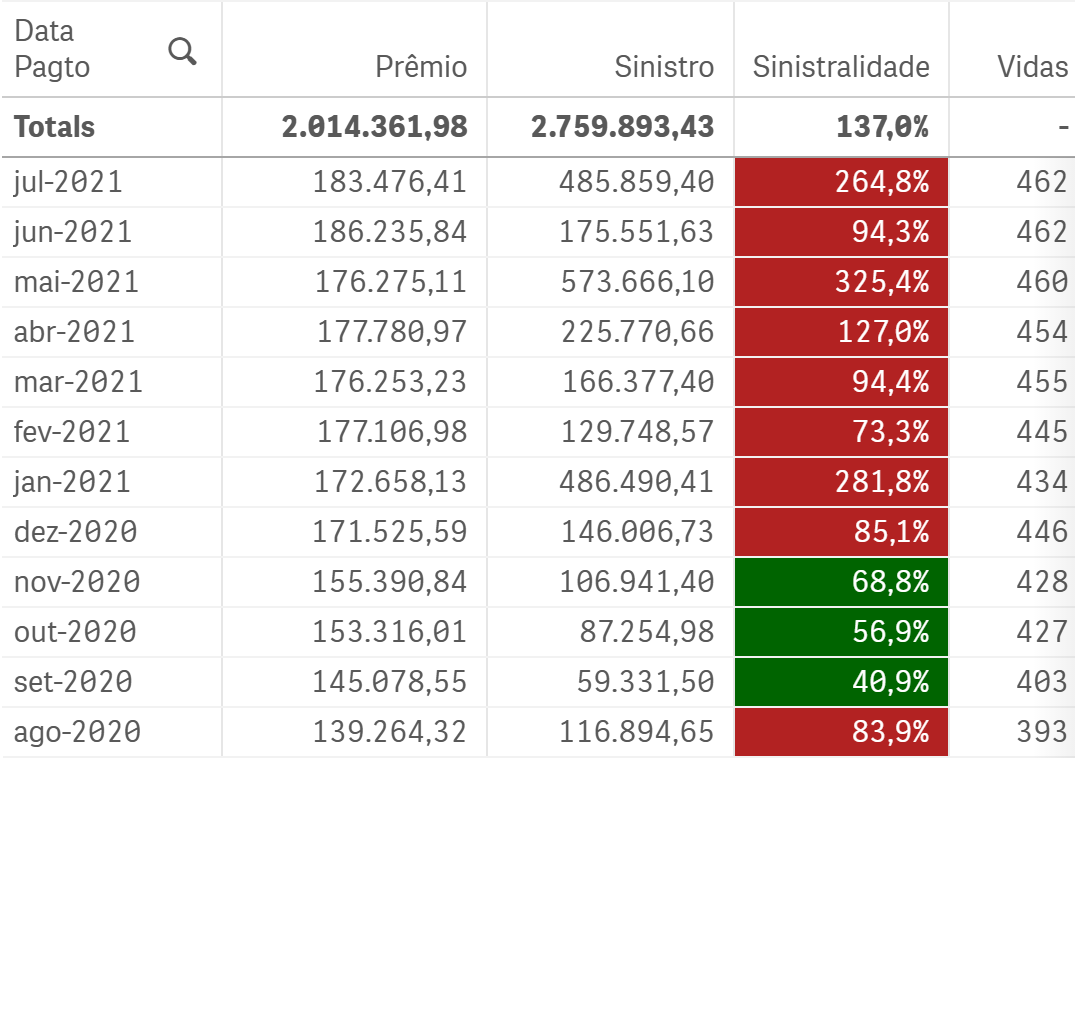 Data
Pagto Prêmio Sinistro Sinistralidade Vidas
Totals 2.014.361,98 2.759.893,43 137,0% -
jul-2021 183.476,41 485.859,40 264,8% 462
jun-2021 186.235,84 175.551,63 94,3% 462
mai-2021 176.275,11 573.666,10 325,4% 460
abr-2021 177.780,97 225.770,66 127,0% 454
mar-2021 176.253,23 166.377,40 94,4% 455
fev-2021 177.106,98 129.748,57 73,3% 445
jan-2021 172.658,13 486.490,41 281,8% 434
dez-2020 171.525,59 146.006,73 85,1% 446
nov-2020 155.390,84 106.941,40 68,8% 428
out-2020 153.316,01 87.254,98 56,9% 427
set-2020 145.078,55 59.331,50 40,9% 403
ago-2020 139.264,32 116.894,65 83,9% 393